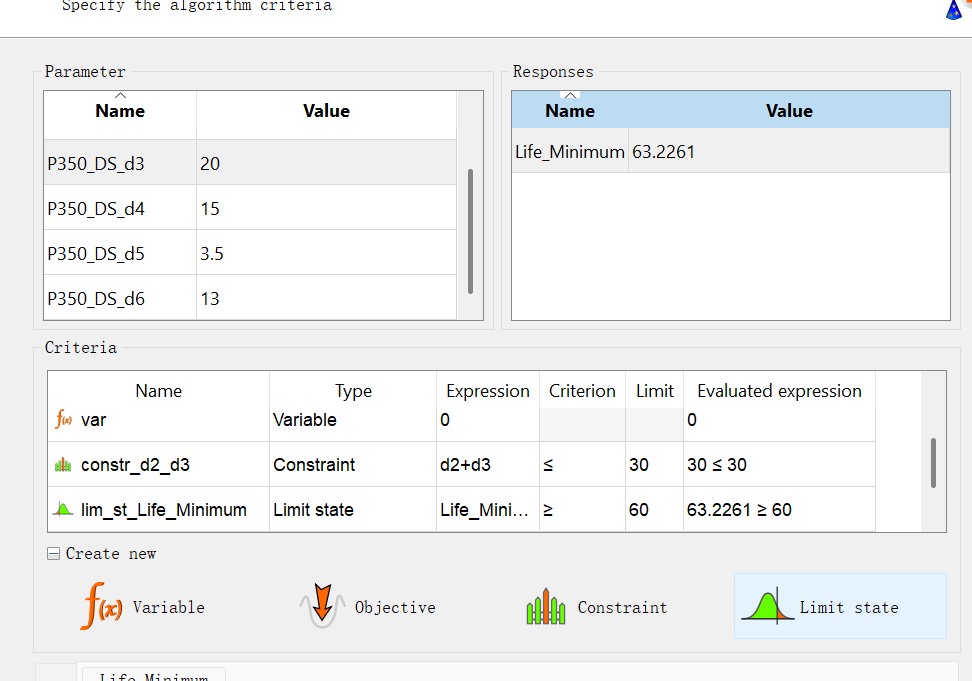 Specify the algorithm criteria
Parameter
Name Value
P350_DS_d3 20
P350_DS_d4 15
P350_DS_d5 3.5
P350_DS_d6 13
Responses
Name Value
Life_Minimum 63.2261
Criteria
Name Type Expression Criterion Limit Evaluated expression
f(x) var Variable 0 0
constr_d2_d3 Constraint d2+d3 ≤ 30 30 ≤ 30
lim_st_Life_Minimum Limit state Life_Mini... ≥ 60 63.2261 ≥ 60
Create new
f(x) Variable Objective Constraint Limit state
Life_Minimum